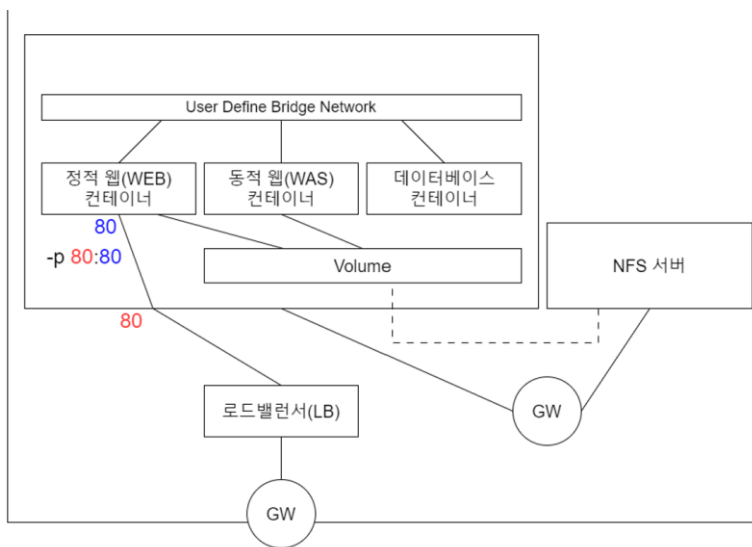 User Define Bridge Network
정적 웹(WEB)
컨테이너
동적 웹(WAS)
컨테이너
데이터베이스
컨테이너
80
-p 80:80
Volume
NFS 서버
80
로드밸런서(LB)
GW
GW